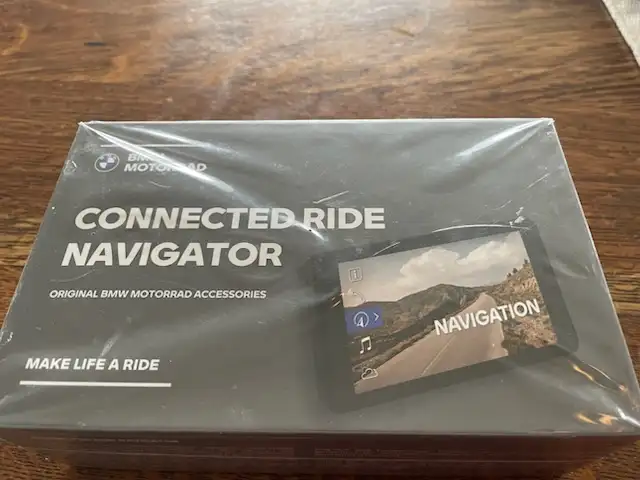 BMW
MOTORRAD
CONNECTED RIDE
NAVIGATOR
ORIGINAL BMW MOTORRAD ACCESSORIES
NAVIGATION
MAKE LIFE A RIDE